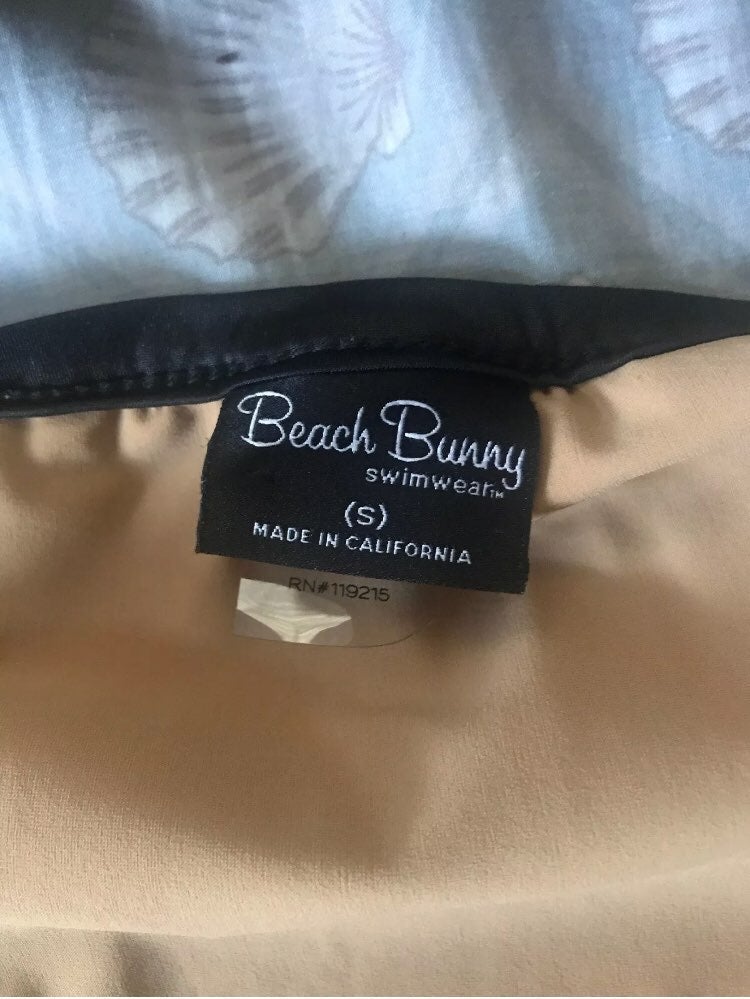 Beach Bunny
swimwear™
(S)
MADE IN CALIFORNIA
RN#119215